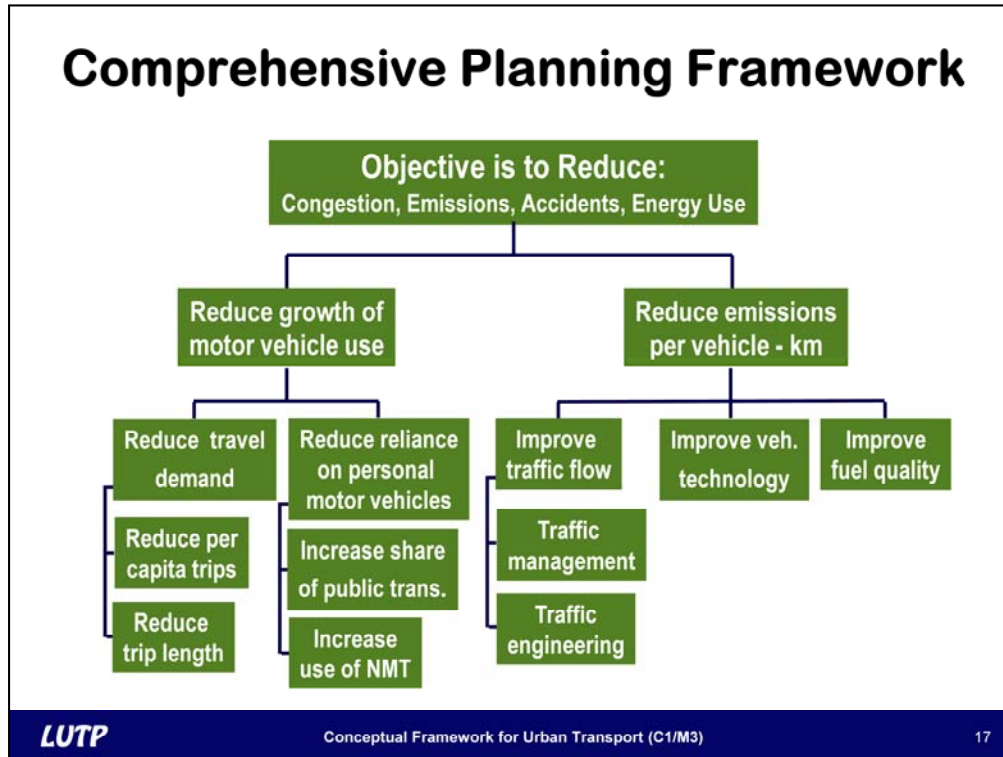 Comprehensive Planning Framework
Objective is to Reduce:
Congestion, Emissions, Accidents, Energy Use
Reduce growth of
motor vehicle use
Reduce emissions
per vehicle - km
Reduce travel
demand
Reduce per
capita trips
Reduce
trip length
Reduce reliance
on personal
motor vehicles
Increase share
of public trans.
Increase
use of NMT
Improve
traffic flow
Traffic
management
Traffic
engineering
Improve veh.
technology
Improve
fuel quality
LUTP
Conceptual Framework for Urban Transport (C1/M3)
17